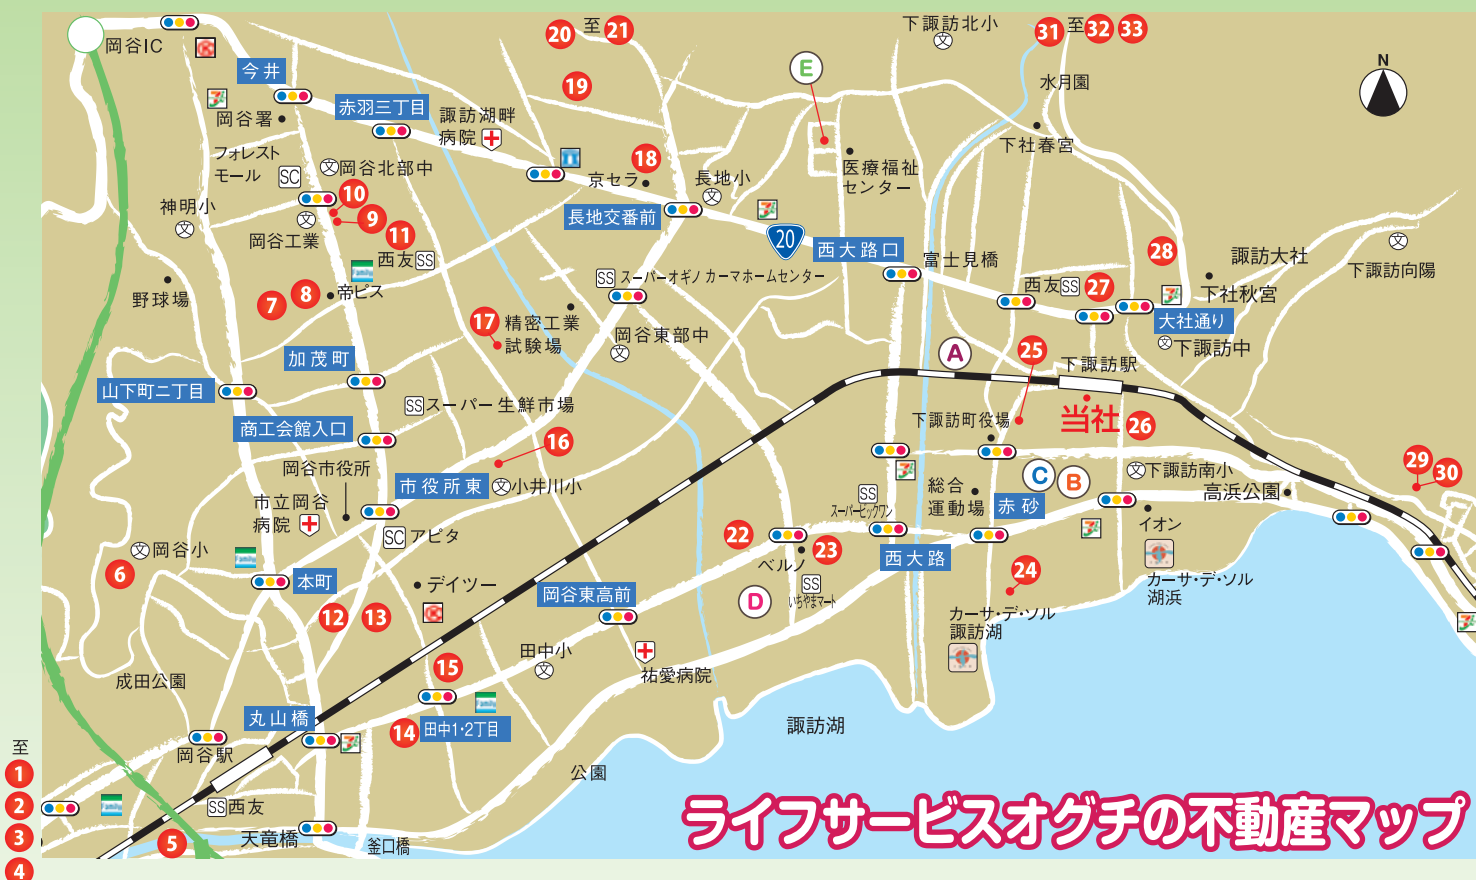 岡谷IC
今井
岡谷署
赤羽三丁目
諏訪湖畔
病院
20
至
21
19
E
下諏訪北小
文
31
至
32
33
水月園
N
下社春宮
フォレスト
モール
SC
文
岡谷北部中
10
9
11
神明小
文
文
岡谷工業
西友
SS
Family
帝ピス
7
8
野球場
京セラ
18
長地小
文
長地交番前
医療福祉
センター
20
西大路口
富士見橋
SS
スーパーオギノ カーマホームセンター
西友
SS
27
28
諏訪大社
下社秋宮
大社通り
文
下諏訪中
文
下諏訪向陽
17
精密工業
試験場
岡谷東部中
文
加茂町
山下町二丁目
商工会館入口
SS
スーパー生鮮市場
A
25
下諏訪駅
当社
26
下諏訪町役場
岡谷市役所
市立岡谷
病院
市役所東
16
文
小井川小
SC
アピタ
SS
スーパービックワン
総合
運動場
C
B
赤砂
文
下諏訪南小
高浜公園
イオン
29
30
文
岡谷小
6
Family
本町
デイツー
岡谷東高前
22
ベルノ
23
西大路
D
SS
いちやまマート
24
カーサ・デ・ソル
諏訪湖
カーサ・デ・ソル
湖浜
12
13
15
田中小
文
祐愛病院
成田公園
丸山橋
14
田中1・2丁目
Family
岡谷駅
公園
諏訪湖
至
1
2
3
4
Family
5
SS
西友
天竜橋
釜口橋
ライフサービスオグチの不動産マップ